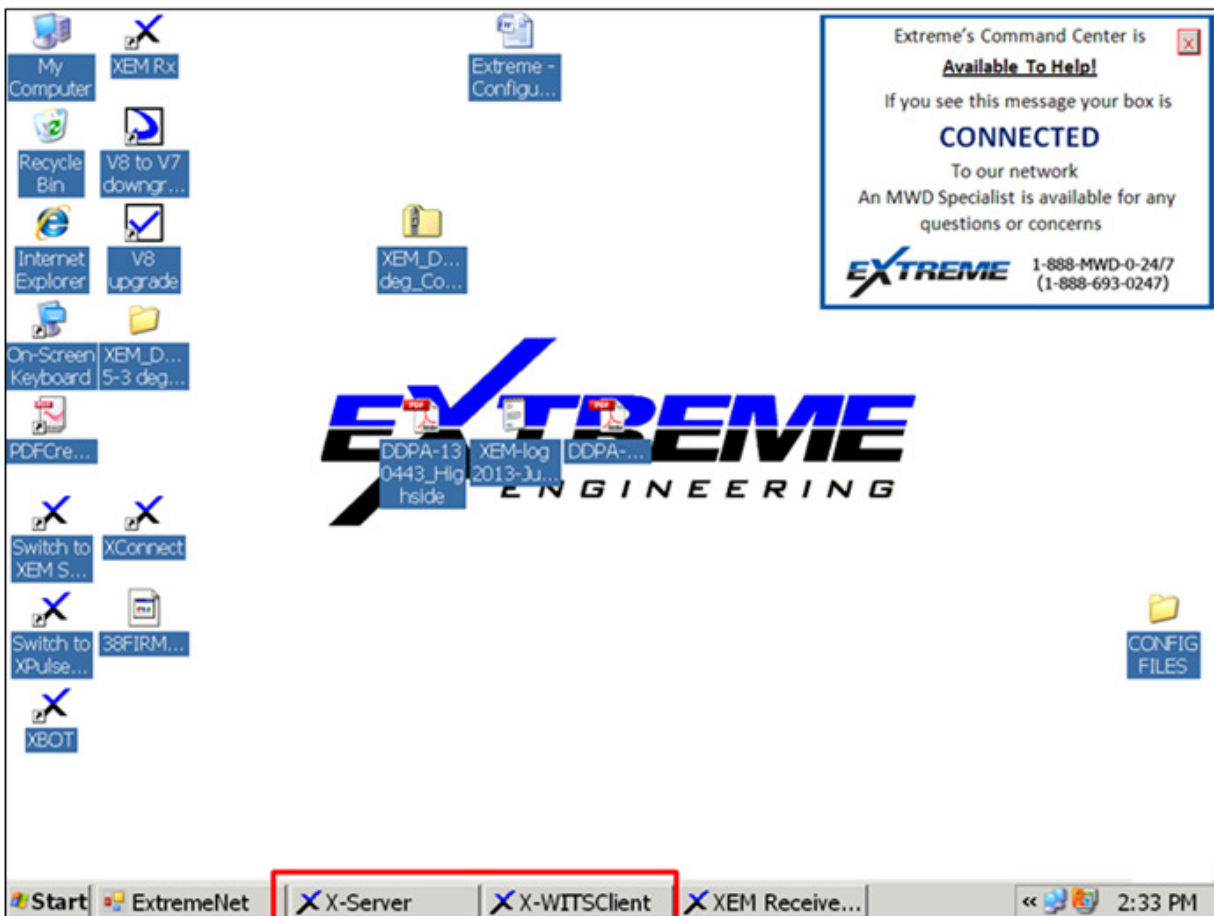 My
Computer
XEM Rx
Extreme -
Configu...
Extreme's Command Center is
Available To Help!
If you see this message your box is
CONNECTED
To our network
An MWD Specialist is available for any
questions or concerns
EXTREME
1-888-MWD-0-24/7
(1-888-693-0247)
Recycle
Bin
V8 to V7
downgr...
Internet
Explorer
V8
upgrade
XEM_D...
deg_Co...
On-Screen
Keyboard
XEM_D...
5-3 deg...
PDFCre...
EXTREME
ENGINEERING
PDF
DDPA-13
0443_Hig
hside
XEM-log
2013-Ju...
PDF
DDPA-...
Switch to
XEM S...
XConnect
Switch to
XPulse...
38FIRM...
CONFIG
FILES
XBOT
Start
ExtremeNet
X-Server
X-WITSClient
XEM Receive...
« 2:33 PM